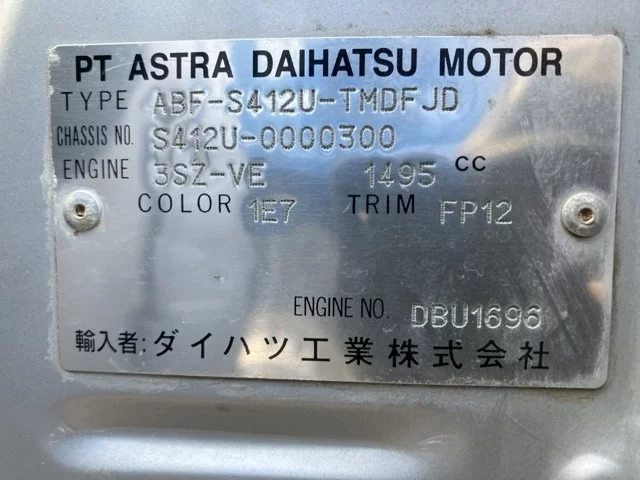 PT ASTRA DAIHATSU MOTOR
TYPE ABF-S412U-TMDFJD
CHASSIS NO. S412U-0000300
ENGINE 3SZ-VE 1495 CC
COLOR 1E7 TRIM FP12
ENGINE NO. DBU1696
輸入者: ダイハツ工業株式会社